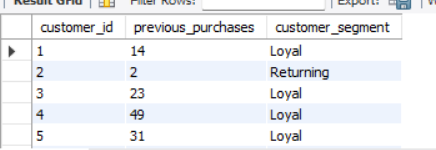 Result Grid Filter Rows: Export:
customer_id previous_purchases customer_segment
1 14 Loyal
2 2 Returning
3 23 Loyal
4 49 Loyal
5 31 Loyal